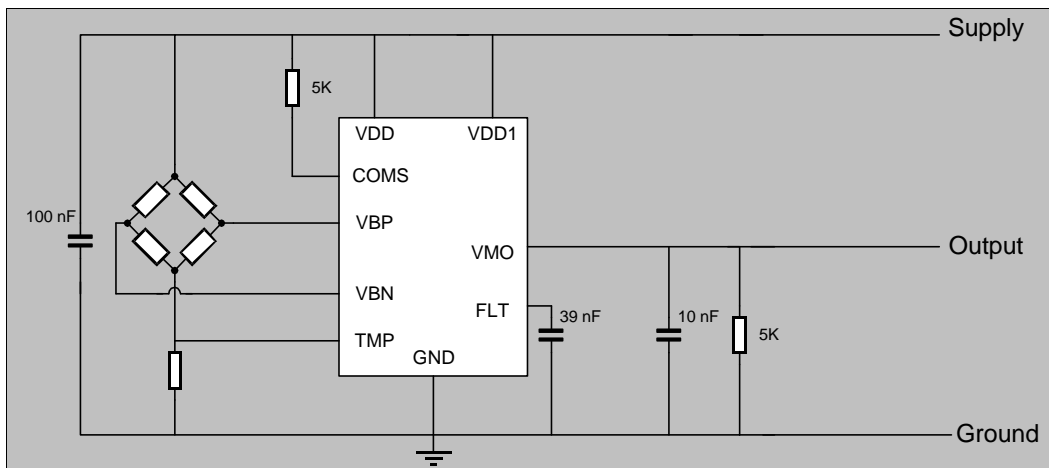 Supply
5K
VDD
VDD1
COMS
100 nF
VBP
VMO
Output
VBN
FLT
39 nF
10 nF
5K
TMP
GND
Ground